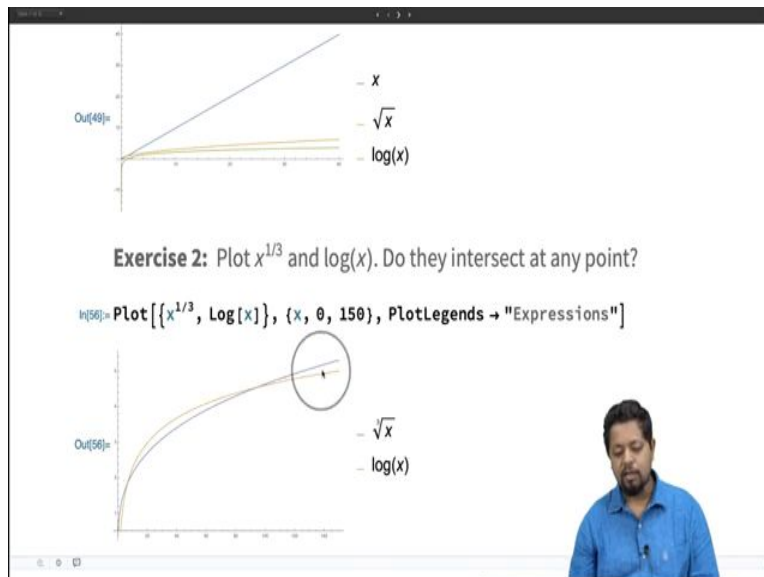 x
√x
Out[49]=
log(x)
Exercise 2: Plot x^{1/3} and log(x). Do they intersect at any point?
In[56]:= Plot[{x^{1/3}, Log[x]}, {x, 0, 150}, PlotLegends → "Expressions"]
∛x
Out[56]=
log(x)